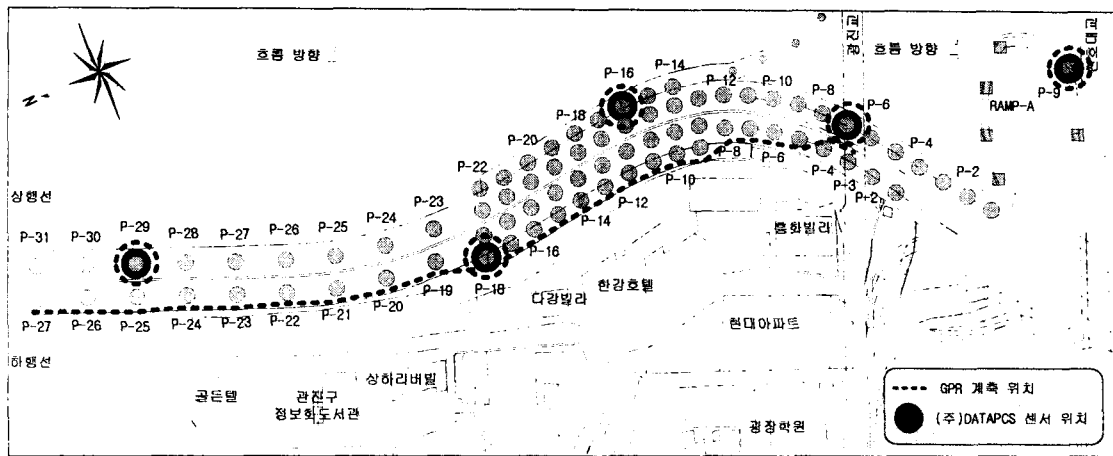 N
흐름 방향
광진교
흐름 방향
P-16
P-14
P-12
P-10
P-8
P-6
P-9
RAMP-A
P-18
P-20
P-22
P-4
P-2
P-8
P-6
P-4
P-3
P-2
P-10
P-12
P-14
P-16
상행선
P-31
P-30
P-29
P-28
P-27
P-26
P-25
P-24
P-23
P-18
P-19
P-20
P-27
P-26
P-25
P-24
P-23
P-22
P-21
하행선
다강빌라
한강호텔
현대아파트
상하리버빌
골든텔
광진구
정보화도서관
광장학원
GPR 계측 위치
(주)DATAPCS 센서 위치